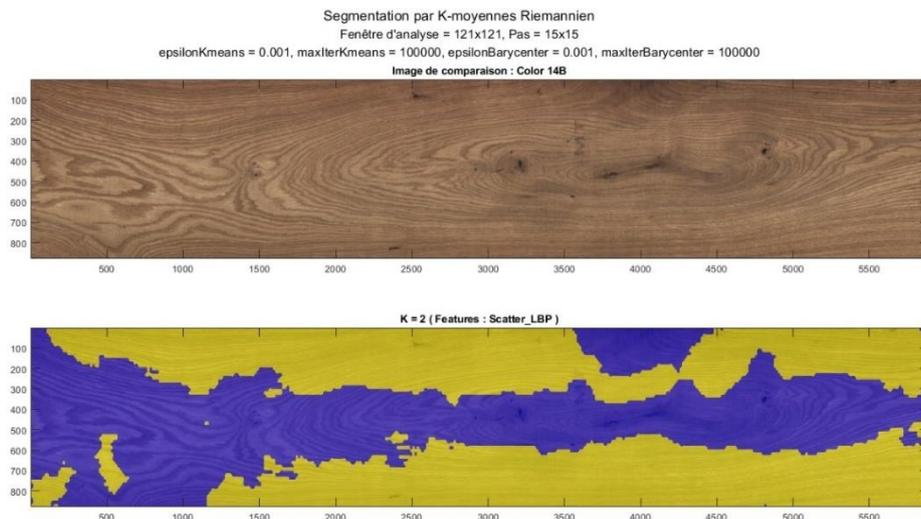 Segmentation par K-moyennes Riemannien
Fenêtre d'analyse = 121x121, Pas = 15x15
epsilonKmeans = 0.001, maxIterKmeans = 100000, epsilonBarycenter = 0.001, maxIterBarycenter = 100000
Image de comparaison : Color 14B
100
200
300
400
500
600
700
800
500 1000 1500 2000 2500 3000 3500 4000 4500 5000 5500
K = 2 ( Features : Scatter_LBP )
100
200
300
400
500
600
700
800
500 1000 1500 2000 2500 3000 3500 4000 4500 5000 5500